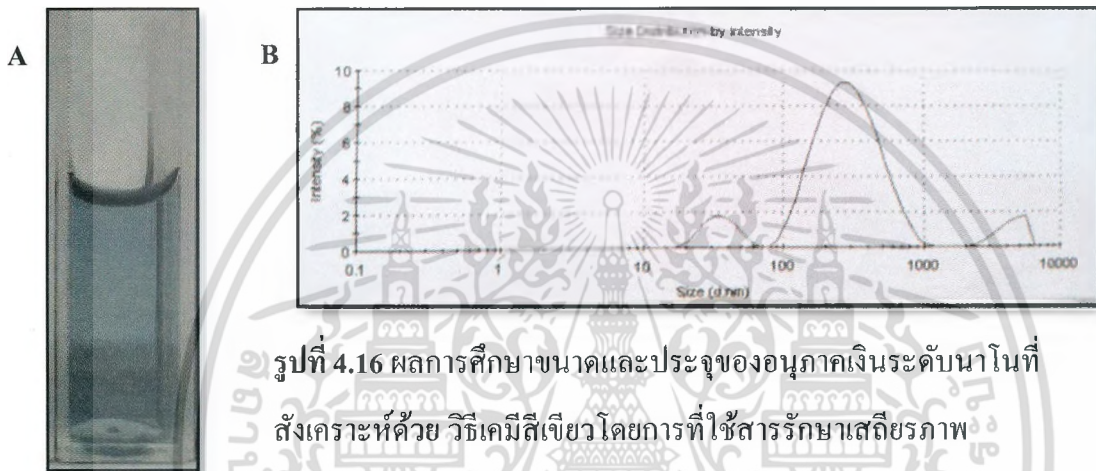 A
B
Size Distribution by Intensity
Intensity (%)
10
8
6
4
2
0
0.1
1
10
100
1000
10000
Size (d.nm)
รูปที่ 4.16 ผลการศึกษาขนาดและประจุของอนุภาคเงินระดับนาโนที่
สังเคราะห์ด้วย วิธีเคมีสีเขียวโดยการที่ใช้สารรักษาเสถียรภาพ